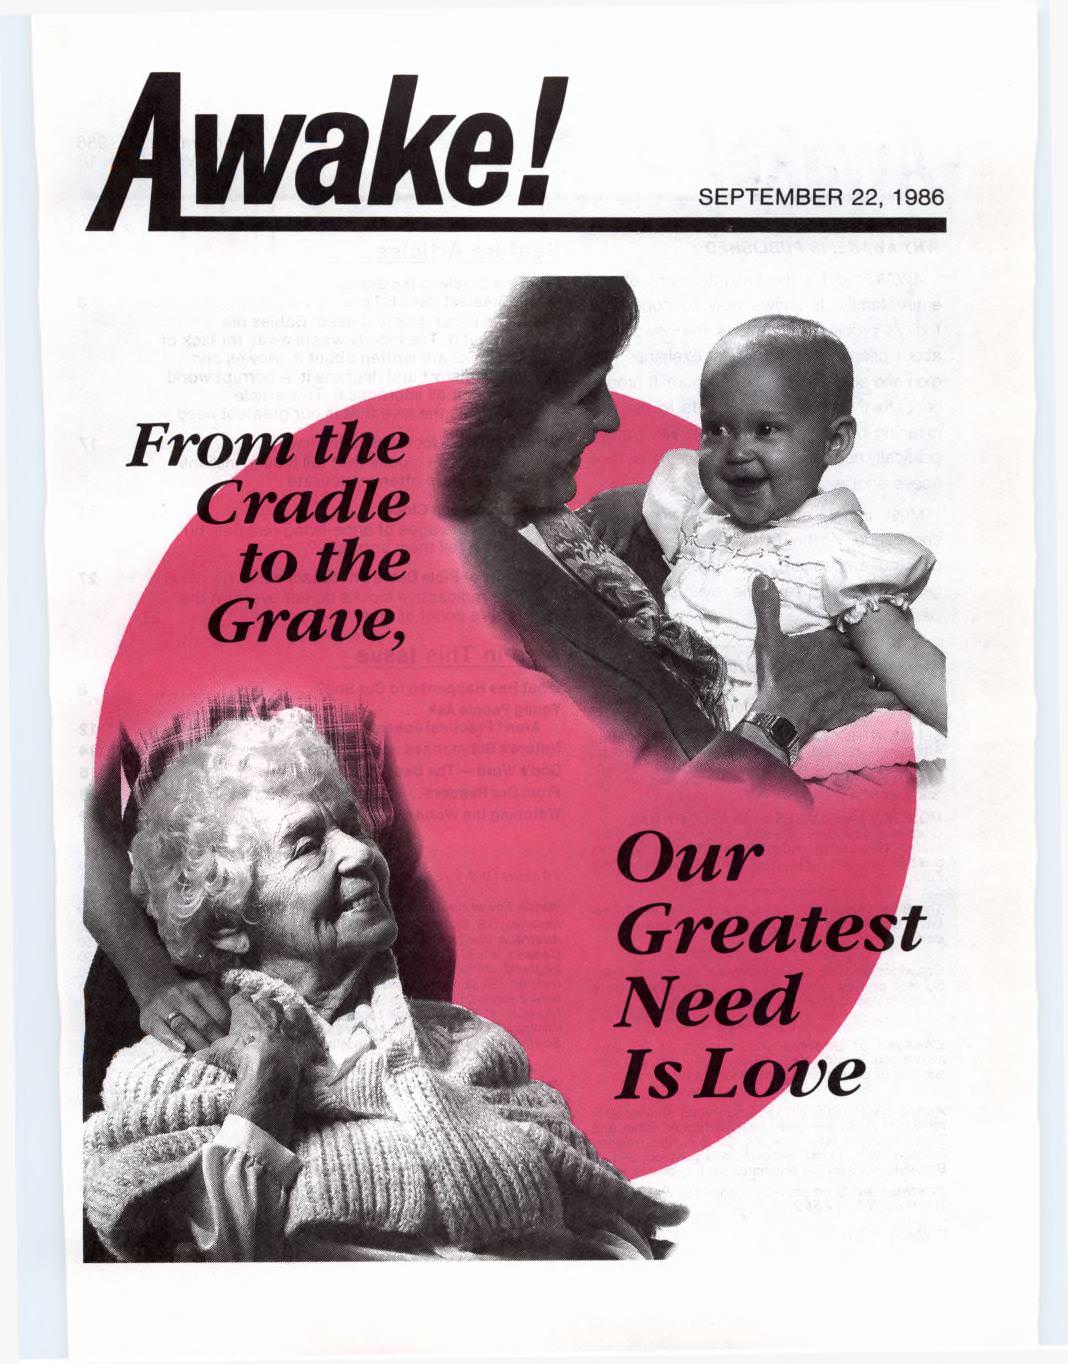 Awake!
SEPTEMBER 22, 1986
From the
Cradle
to the
Grave,
Our
Greatest
Need
Is Love